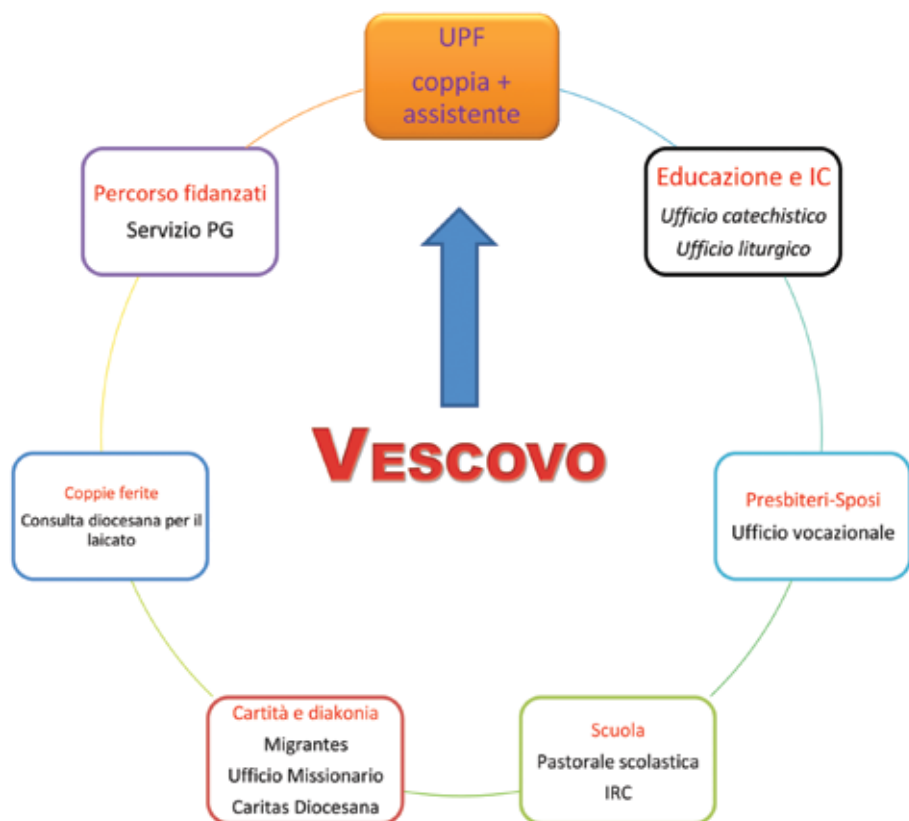 UPF
coppia +
assistente
Educazione e IC
Ufficio catechistico
Ufficio liturgico
Presbiteri-Sposi
Ufficio vocazionale
Scuola
Pastorale scolastica
IRC
Cartità e diakonia
Migrantes
Ufficio Missionario
Caritas Diocesana
Coppie ferite
Consulta diocesana per il
laicato
Percorso fidanzati
Servizio PG
VESCOVO